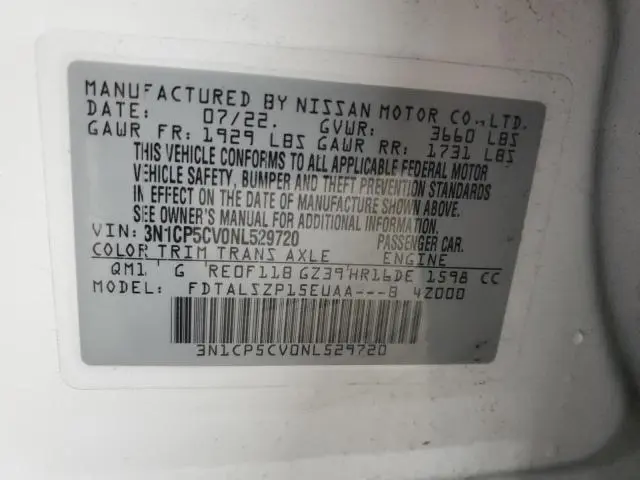 MANUFACTURED BY NISSAN MOTOR CO.,LTD.
DATE: 07/22. GVWR: 3660 LBS
GAWR FR: 1929 LBS GAWR RR: 1731 LBS
THIS VEHICLE CONFORMS TO ALL APPLICABLE FEDERAL MOTOR
VEHICLE SAFETY, BUMPER AND THEFT PREVENTION STANDARDS
IN EFFECT ON THE DATE OF MANUFACTURE SHOWN ABOVE.
SEE OWNER'S MANUAL FOR ADDITIONAL INFORMATION
VIN: 3N1CP5CV0NL529720 PASSENGER CAR.
COLOR TRIM TRANS AXLE ENGINE
QM1 G RE0F11B GZ39 HR16DE 1598 CC
MODEL: FDTALSZP15EUAA---B 4Z000
3N1CP5CV0NL529720